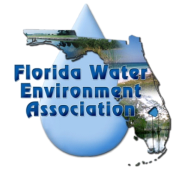 Florida Water
Environment
Association